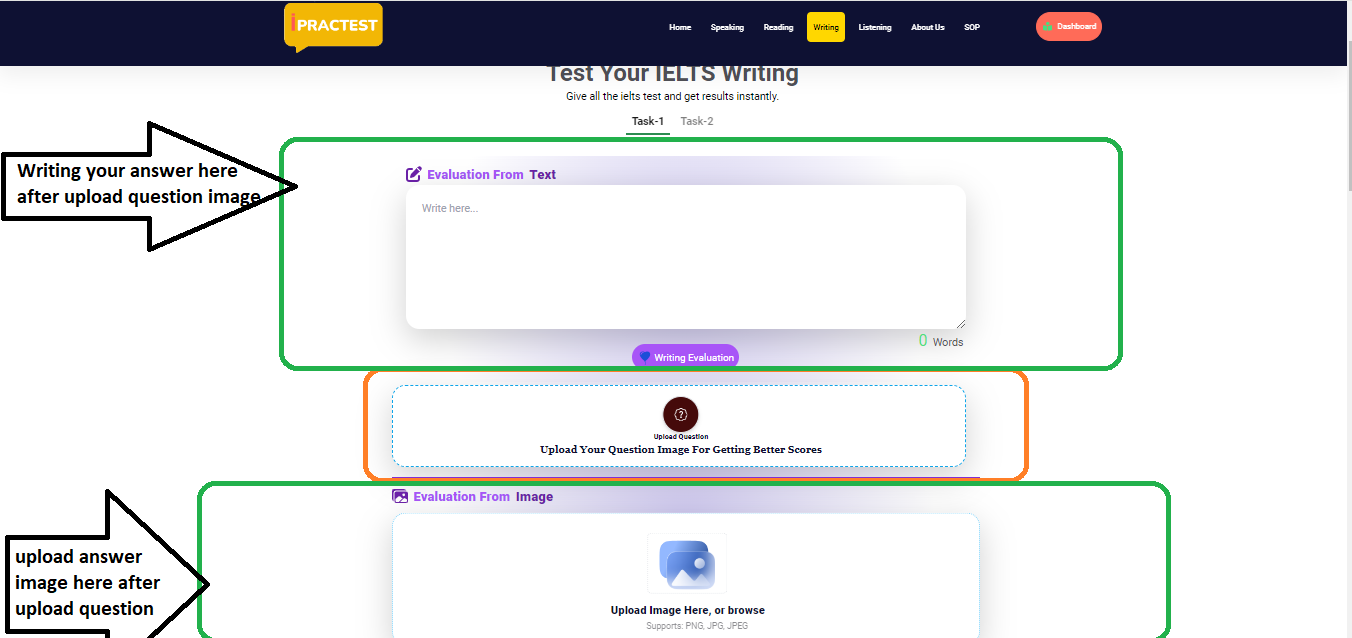 iPRACTEST
Home Speaking Reading Writing Listening About Us SOP Dashboard
Test Your IELTS Writing
Give all the ielts test and get results instantly.
Task-1 Task-2
Writing your answer here
after upload question image
Evaluation From Text
Write here...
0 Words
Writing Evaluation
Upload Question
Upload Your Question Image For Getting Better Scores
Evaluation From Image
upload answer
image here after
upload question
Upload Image Here, or browse
Supports: PNG, JPG, JPEG